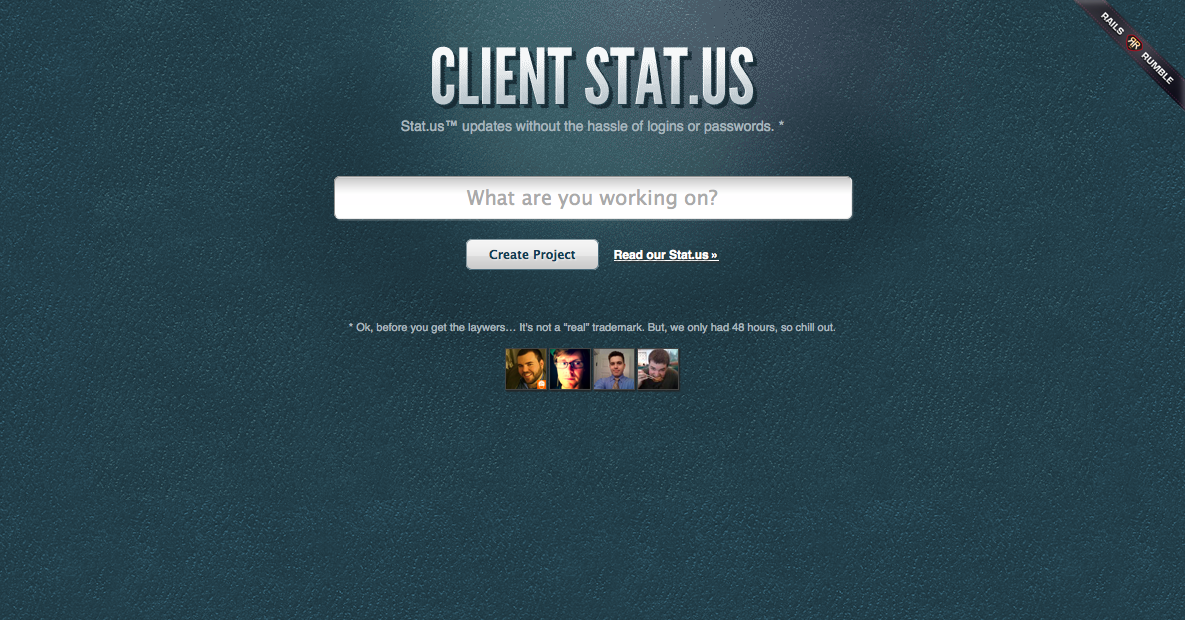 RAILS RR RUMBLE
CLIENT STAT.US
Stat.us™ updates without the hassle of logins or passwords. *
What are you working on?
Create Project
Read our Stat.us »
* Ok, before you get the laywers... It's not a "real" trademark. But, we only had 48 hours, so chill out.